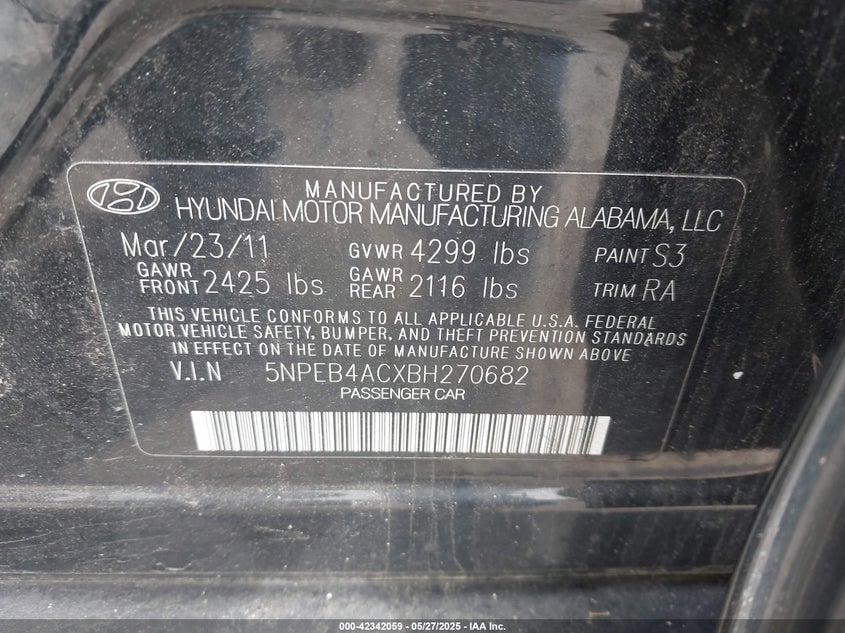 MANUFACTURED BY
HYUNDAI MOTOR MANUFACTURING ALABAMA, LLC
Mar/23/11 GVWR 4299 lbs PAINT S3
GAWR FRONT 2425 lbs GAWR REAR 2116 lbs TRIM RA
THIS VEHICLE CONFORMS TO ALL APPLICABLE U.S.A. FEDERAL
MOTOR VEHICLE SAFETY, BUMPER, AND THEFT PREVENTION STANDARDS
IN EFFECT ON THE DATE OF MANUFACTURE SHOWN ABOVE
V.I.N 5NPEB4ACXBH270682
PASSENGER CAR
000-42342059 - 05/27/2025 - IAA Inc.